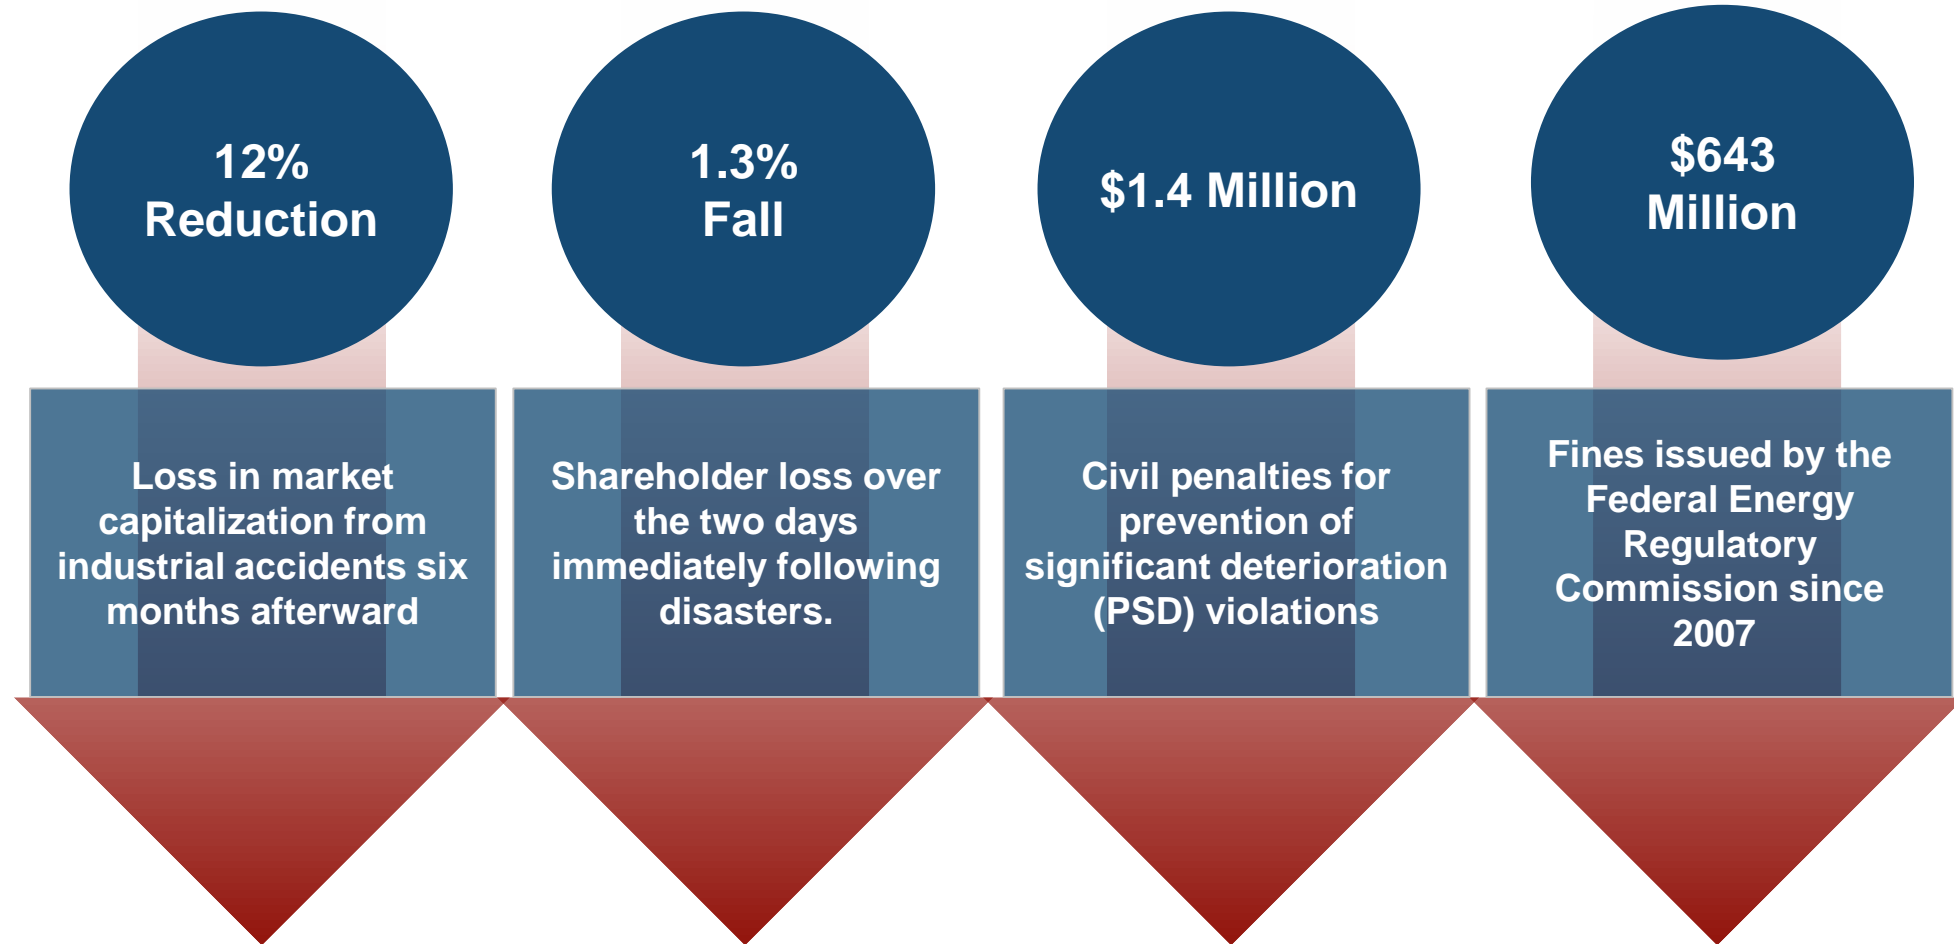 12%
Reduction
1.3%
Fall
$1.4 Million
$643
Million
Loss in market
capitalization from
industrial accidents six
months afterward
Shareholder loss over
the two days
immediately following
disasters.
Civil penalties for
prevention of
significant deterioration
(PSD) violations
Fines issued by the
Federal Energy
Regulatory
Commission since
2007